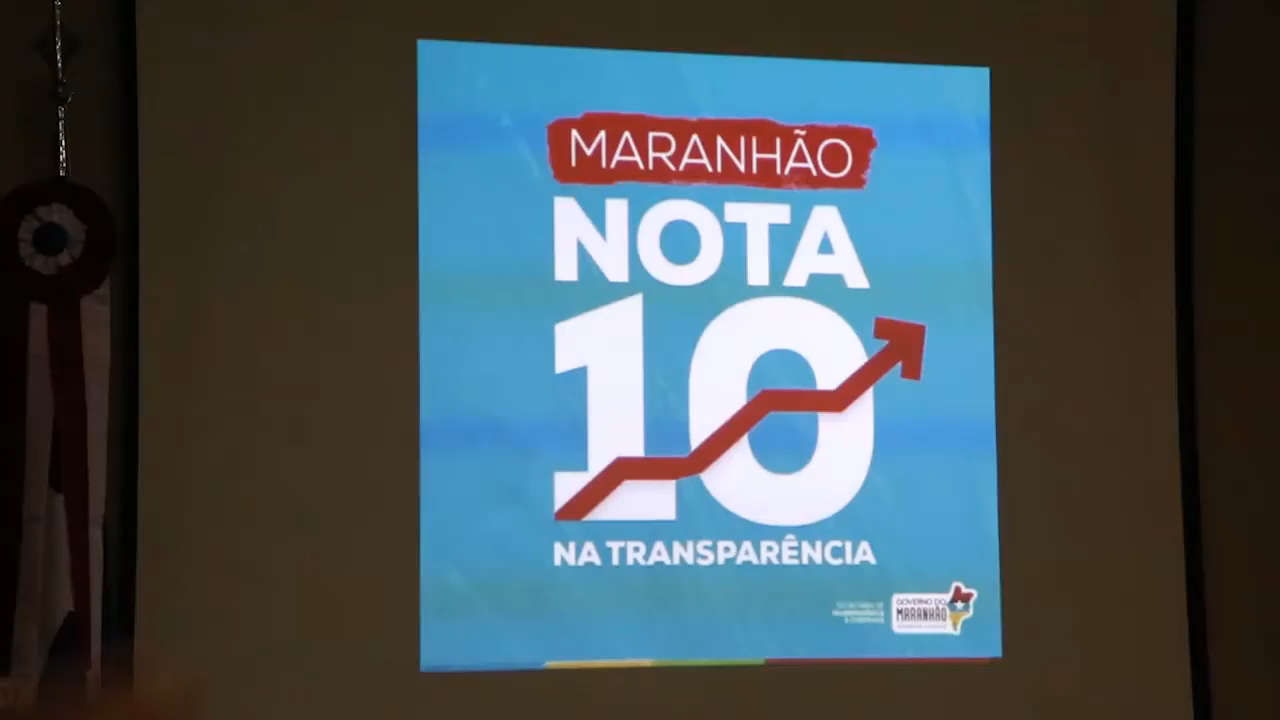 MARANHÃO
NOTA
10
NA TRANSPARÊNCIA
GOVERNO DO
MARANHÃO